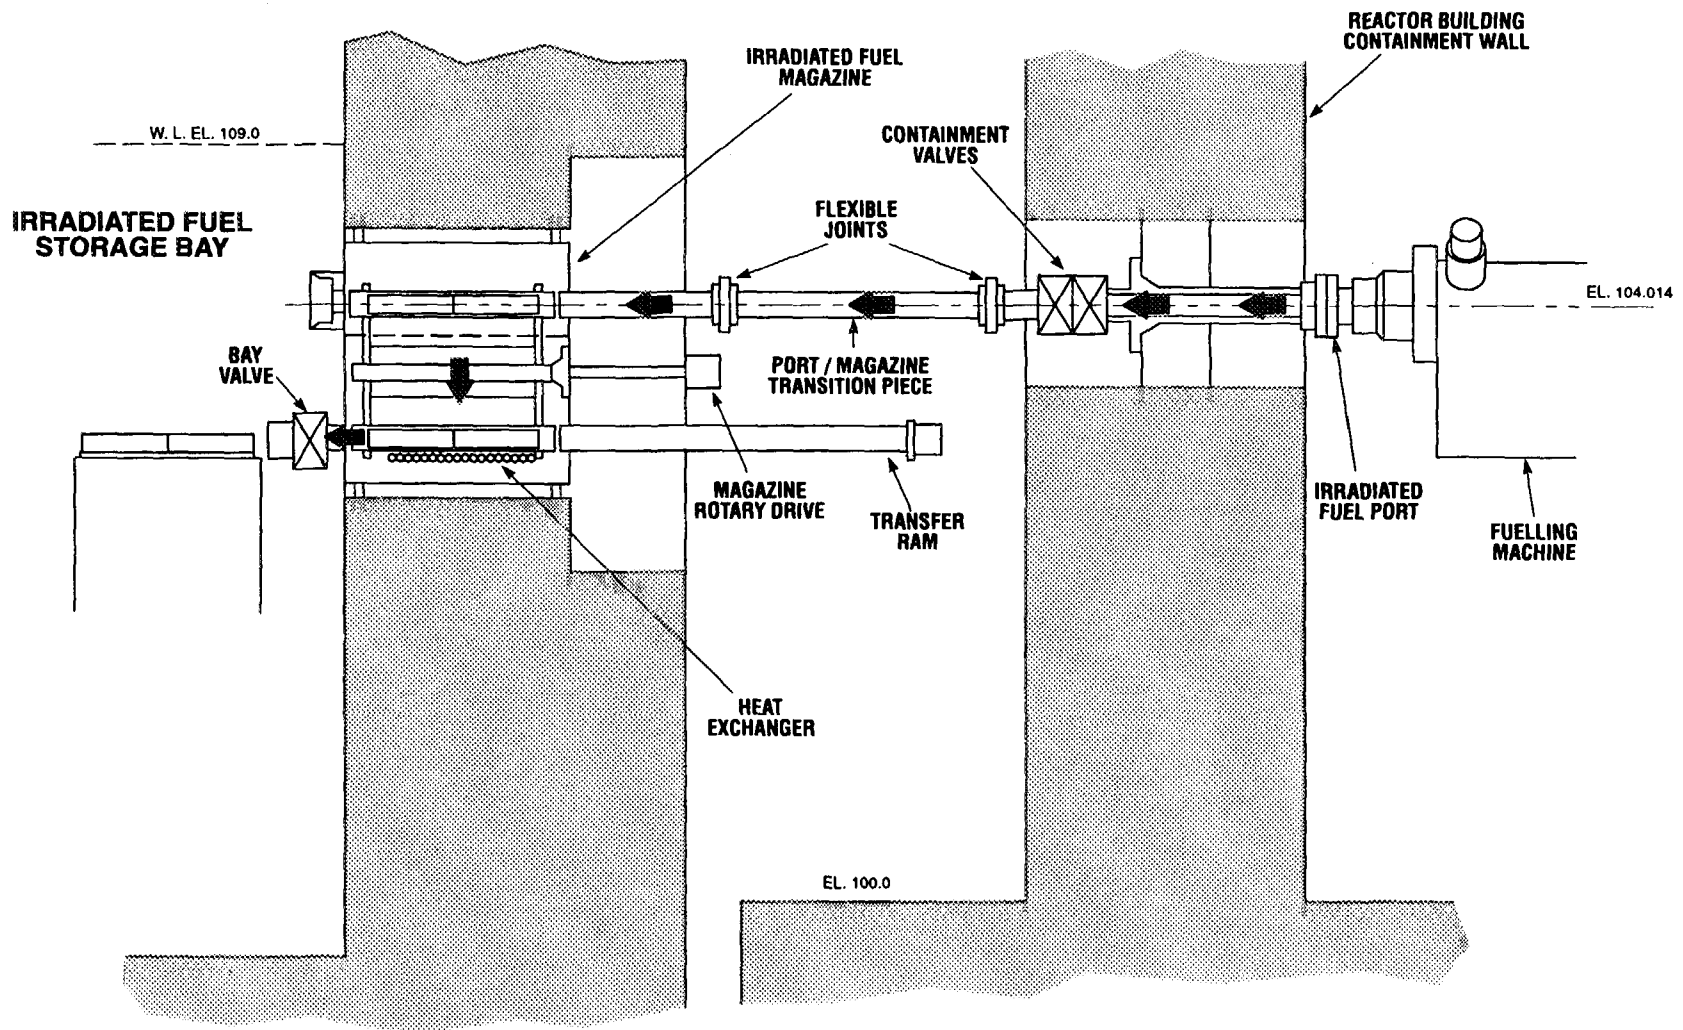 REACTOR BUILDING
CONTAINMENT WALL
IRRADIATED FUEL
MAGAZINE
W. L. EL. 109.0
CONTAINMENT
VALVES
IRRADIATED FUEL
STORAGE BAY
FLEXIBLE
JOINTS
EL. 104.014
BAY
VALVE
PORT / MAGAZINE
TRANSITION PIECE
MAGAZINE
ROTARY DRIVE
TRANSFER
RAM
IRRADIATED
FUEL PORT
FUELLING
MACHINE
HEAT
EXCHANGER
EL. 100.0